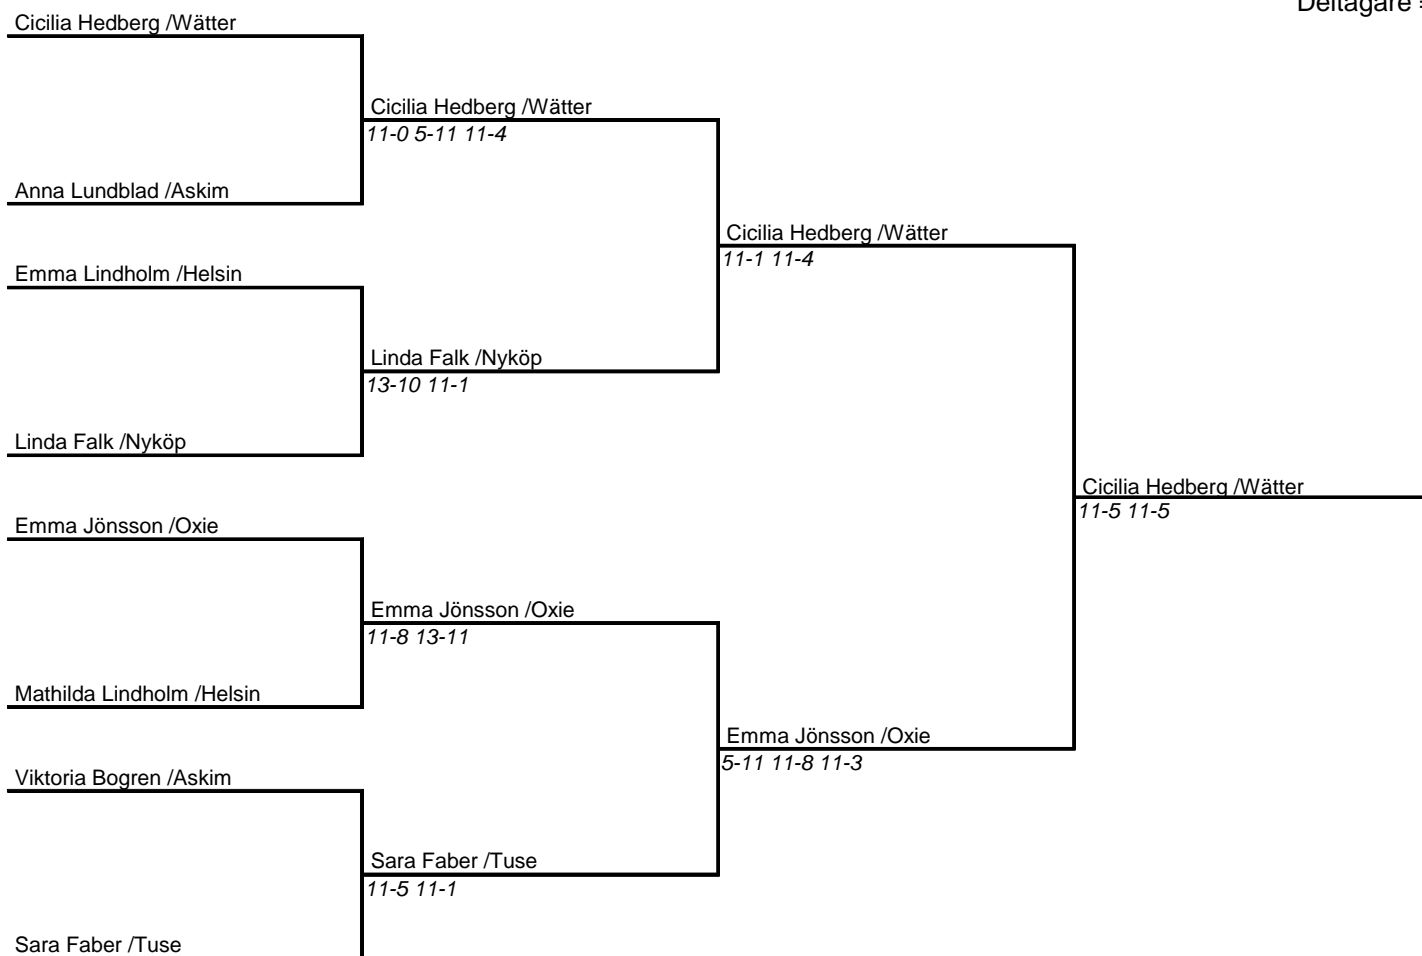 Deltagare =
Cicilia Hedberg /Wätter
Cicilia Hedberg /Wätter
11-0 5-11 11-4
Anna Lundblad /Askim
Cicilia Hedberg /Wätter
11-1 11-4
Emma Lindholm /Helsin
Linda Falk /Nyköp
13-10 11-1
Linda Falk /Nyköp
Cicilia Hedberg /Wätter
11-5 11-5
Emma Jönsson /Oxie
Emma Jönsson /Oxie
11-8 13-11
Mathilda Lindholm /Helsin
Emma Jönsson /Oxie
5-11 11-8 11-3
Viktoria Bogren /Askim
Sara Faber /Tuse
11-5 11-1
Sara Faber /Tuse